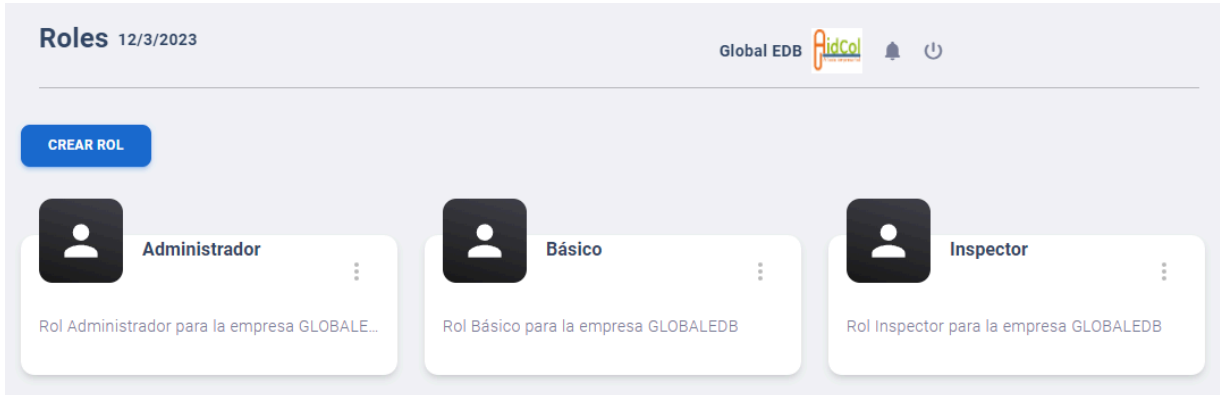 Roles 12/3/2023
Global EDB AidCol
CREAR ROL
Administrador
Básico
Inspector
Rol Administrador para la empresa GLOBALE...
Rol Básico para la empresa GLOBALEDB
Rol Inspector para la empresa GLOBALEDB